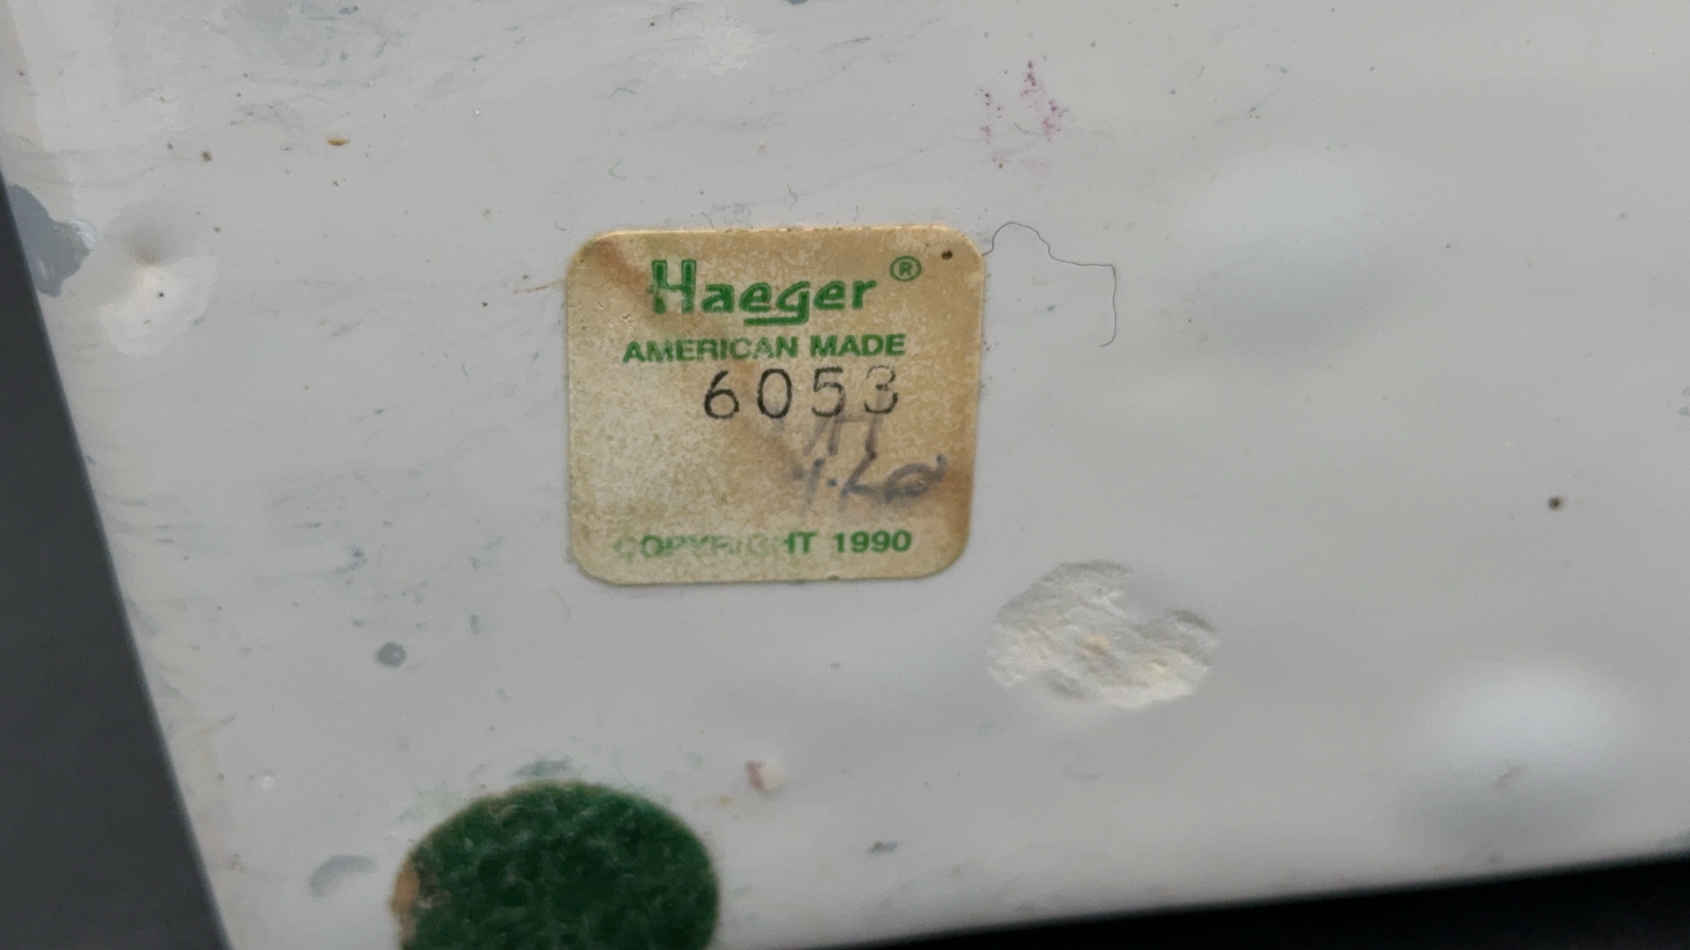 Haeger ®
AMERICAN MADE
6053
COPYRIGHT 1990